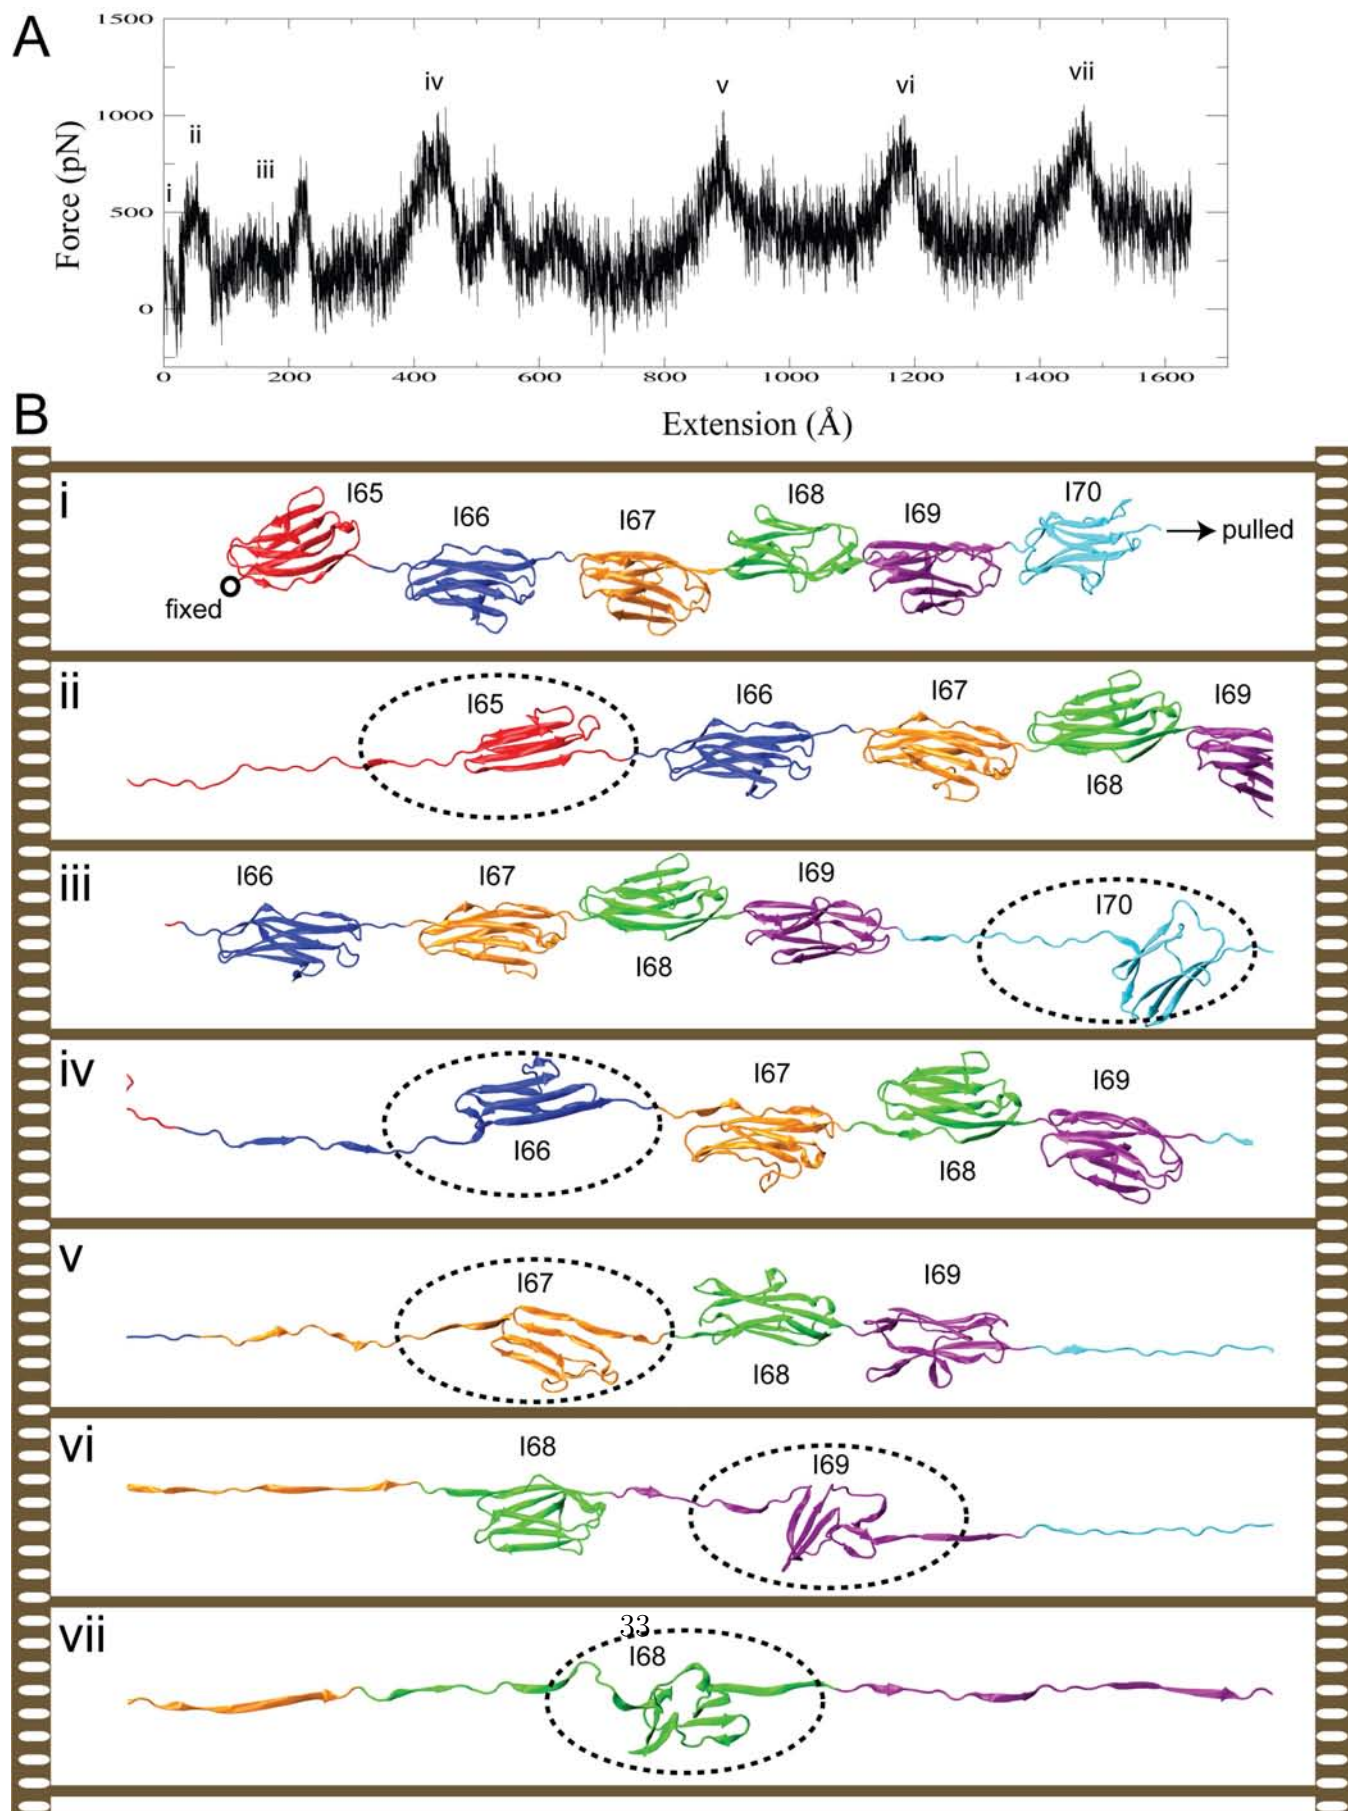 A
1500
1000
500
0
Force (pN)
i
ii
iii
iv
v
vi
vii
0 200 400 600 800 1000 1200 1400 1600
Extension (Å)
B
i
I65
I66
I67
I68
I69
I70
pulled
fixed
ii
I65
I66
I67
I68
I69
iii
I66
I67
I68
I69
I70
iv
I66
I67
I68
I69
v
I67
I68
I69
vi
I68
I69
vii
33
I68